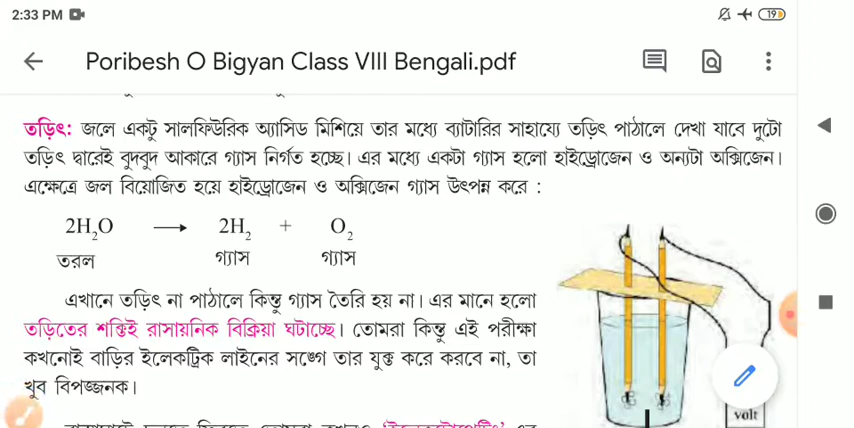 2:33 PM 19
Poribesh O Bigyan Class VIII Bengali.pdf
তড়িৎ: জলে একটু সালফিউরিক অ্যাসিড মিশিয়ে তার মধ্যে ব্যাটারির সাহায্যে তড়িৎ পাঠালে দেখা যাবে দুটো
তড়িৎ দ্বারেই বুদবুদ আকারে গ্যাস নির্গত হচ্ছে। এর মধ্যে একটা গ্যাস হলো হাইড্রোজেন ও অন্যটা অক্সিজেন।
এক্ষেত্রে জল বিয়োজিত হয়ে হাইড্রোজেন ও অক্সিজেন গ্যাস উৎপন্ন করে :
2H₂O ⟶ 2H₂ + O₂
তরল গ্যাস গ্যাস
এখানে তড়িৎ না পাঠালে কিন্তু গ্যাস তৈরি হয় না। এর মানে হলো
তড়িতের শক্তিই রাসায়নিক বিক্রিয়া ঘটাচ্ছে। তোমরা কিন্তু এই পরীক্ষা
কখনোই বাড়ির ইলেকট্রিক লাইনের সঙ্গে তার যুক্ত করে করবে না, তা
খুব বিপজ্জনক।
volt